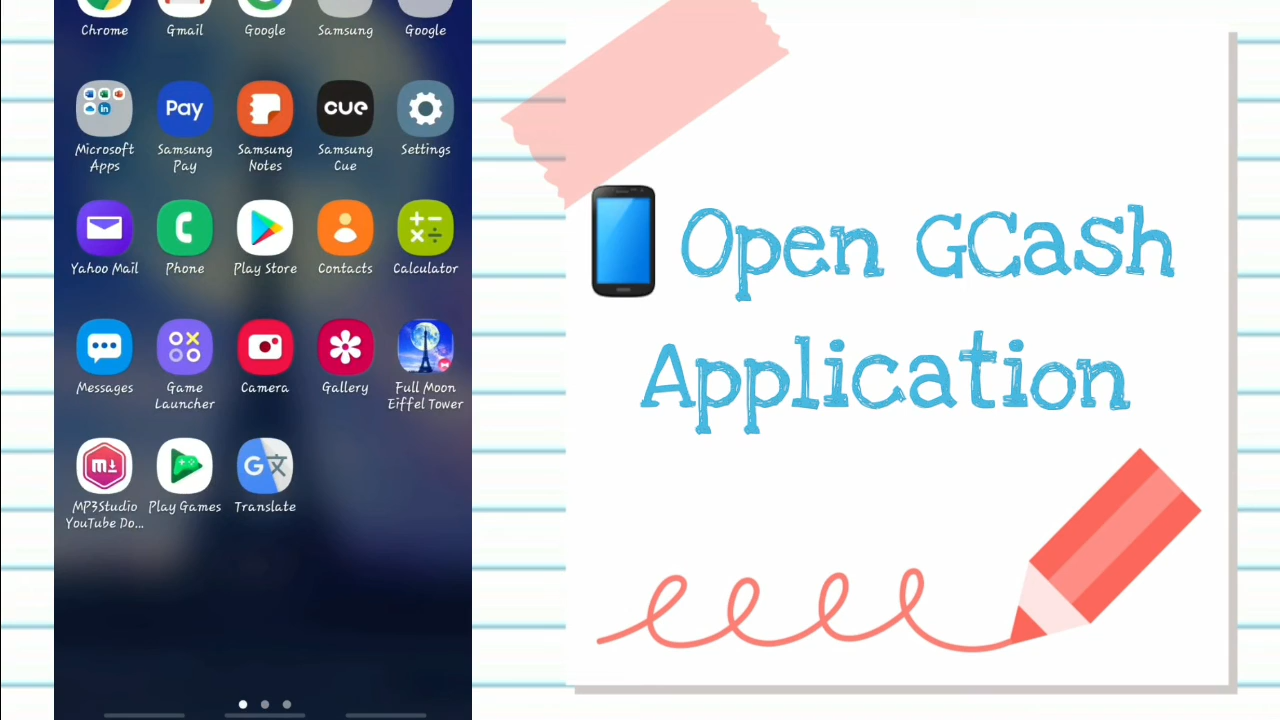 Chrome Gmail Google Samsung Google
Pay cue
Microsoft Apps
Samsung Pay
Samsung Notes
Samsung Cue
Settings
Yahoo Mail Phone Play Store Contacts Calculator
Messages
Game Launcher
Camera
Gallery
Full Moon Eiffel Tower
MP3Studio YouTube Do...
Play Games
Translate
Open GCash
Application